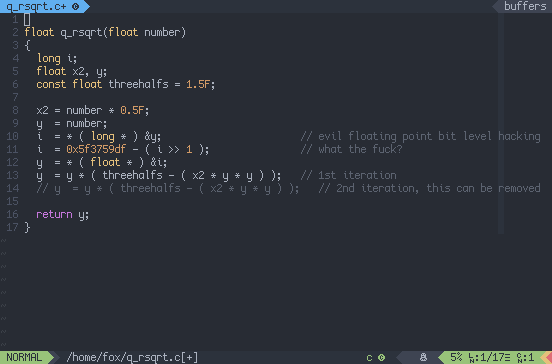 q_rsqrt.c+ buffers
1
2 float q_rsqrt(float number)
3 {
4 long i;
5 float x2, y;
6 const float threehalfs = 1.5F;
7
8 x2 = number * 0.5F;
9 y = number;
10 i = * ( long * ) &y; // evil floating point bit level hacking
11 i = 0x5f3759df - ( i >> 1 ); // what the fuck?
12 y = * ( float * ) &i;
13 y = y * ( threehalfs - ( x2 * y * y ) ); // 1st iteration
14 // y = y * ( threehalfs - ( x2 * y * y ) ); // 2nd iteration, this can be removed
15
16 return y;
17 }
NORMAL /home/fox/q_rsqrt.c[+] c 5% :1/17≡ :1